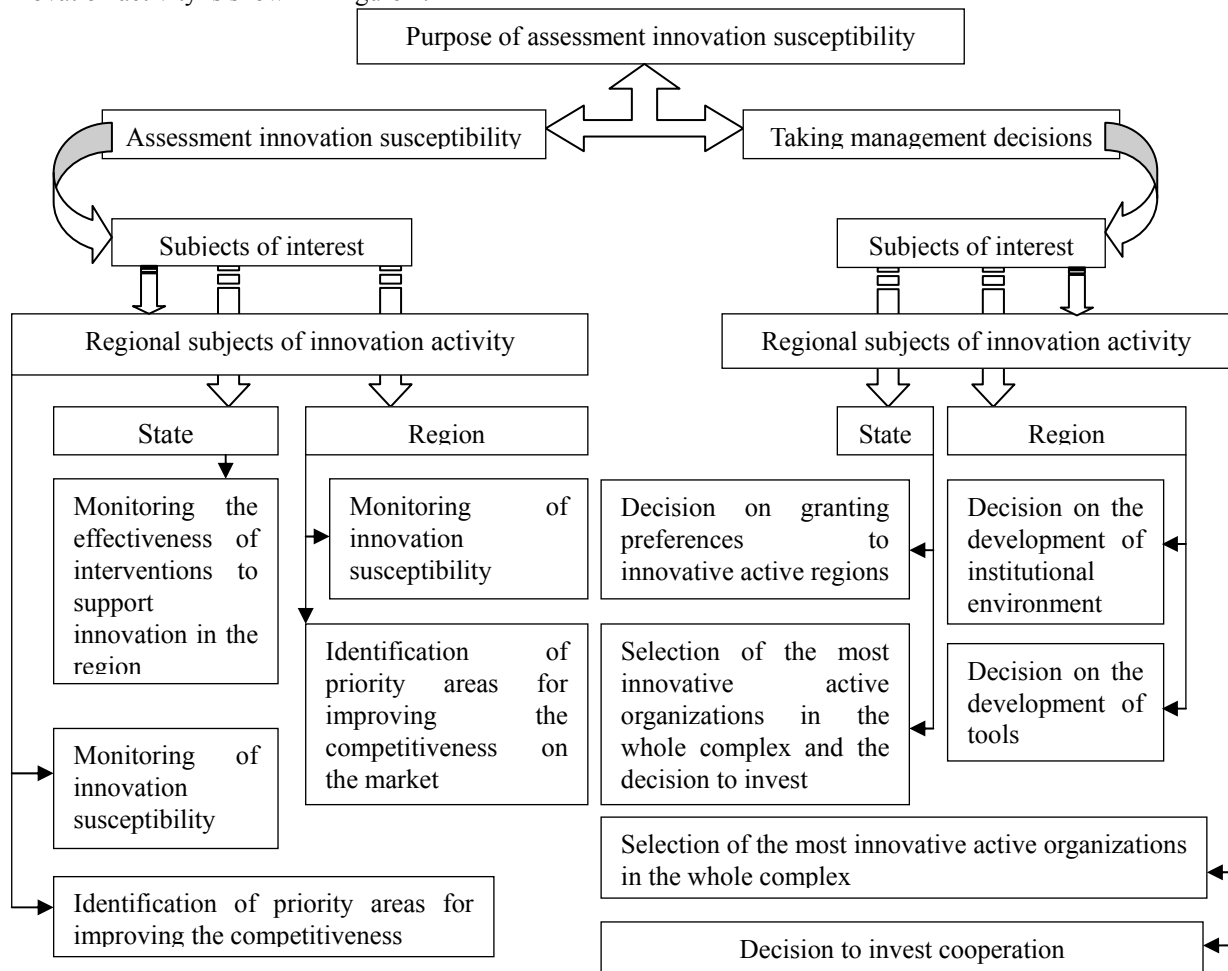 Purpose of assessment innovation susceptibility
Assessment innovation susceptibility
Taking management decisions
Subjects of interest
Subjects of interest
Regional subjects of innovation activity
Regional subjects of innovation activity
State
Region
State
Region
Monitoring the
effectiveness of
interventions to
support
innovation in the
region
Monitoring of
innovation
susceptibility
Decision on granting
preferences to
innovative active regions
Decision on the
development of
institutional
environment
Identification of
priority areas for
improving the
competitiveness on
the market
Selection of the most
innovative active
organizations in the
whole complex and the
decision to invest
Decision on the
development of
tools
Monitoring of
innovation
susceptibility
Selection of the most innovative active organizations
in the whole complex
Identification of priority areas for
improving the competitiveness
Decision to invest cooperation